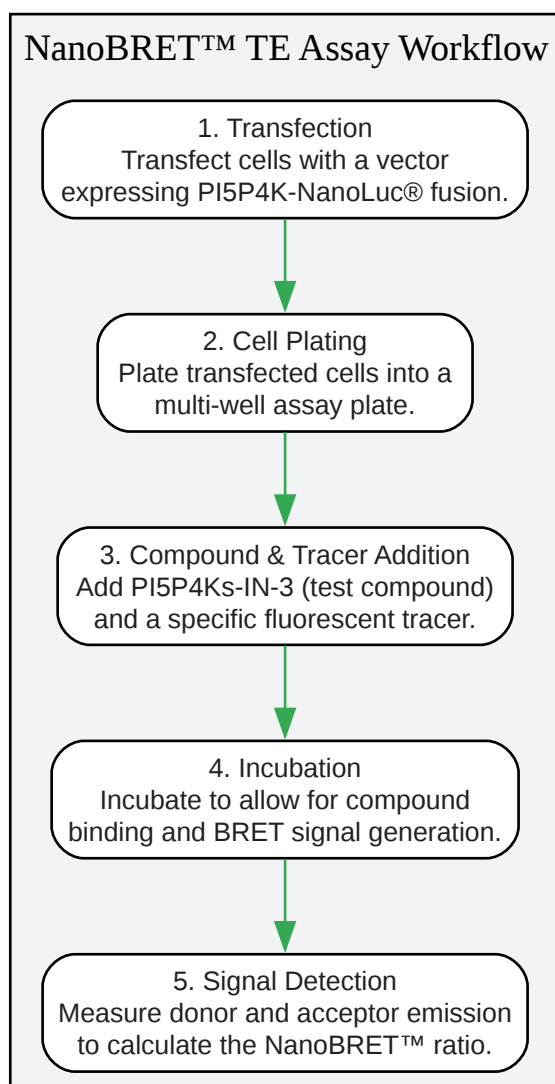 NanoBRET™ TE Assay Workflow
1. Transfection
Transfect cells with a vector
expressing PI5P4K-NanoLuc® fusion.
2. Cell Plating
Plate transfected cells into a
multi-well assay plate.
3. Compound & Tracer Addition
Add PI5P4Ks-IN-3 (test compound)
and a specific fluorescent tracer.
4. Incubation
Incubate to allow for compound
binding and BRET signal generation.
5. Signal Detection
Measure donor and acceptor emission
to calculate the NanoBRET™ ratio.